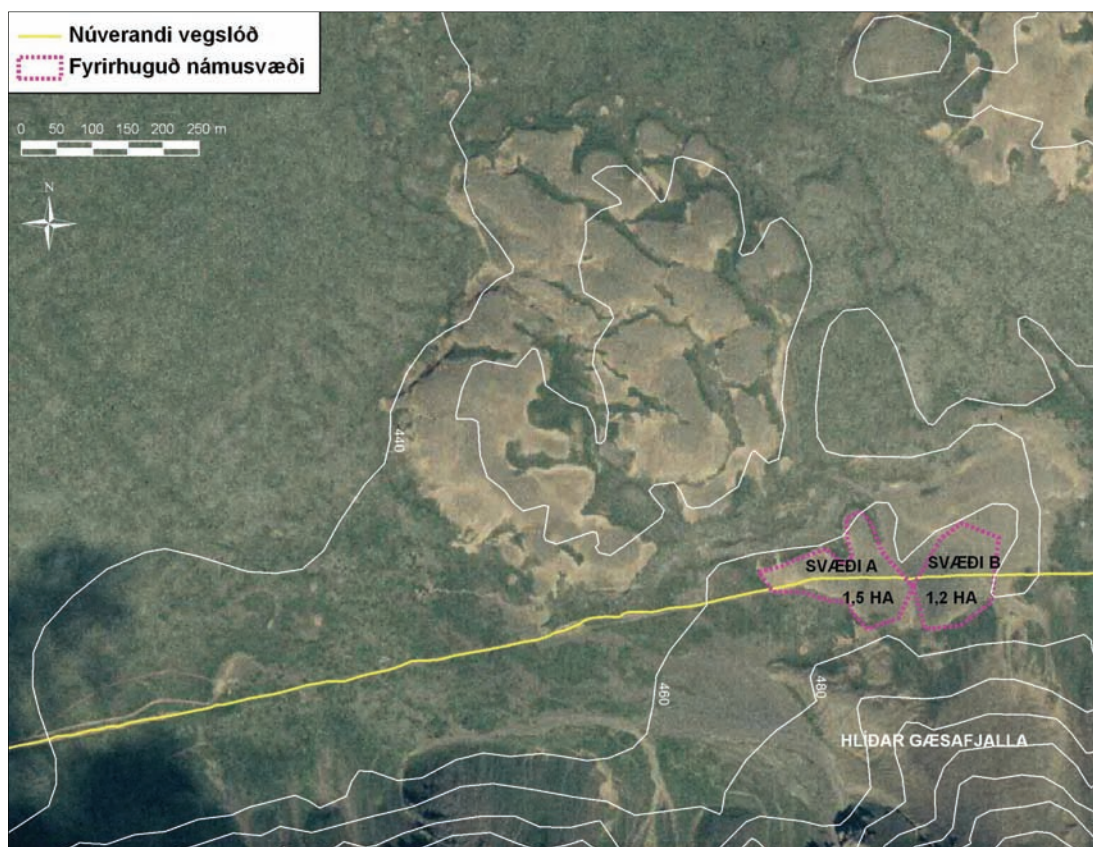 Núverandi vegslóð
Fyrirhuguð námusvæði
0 50 100 150 200 250 m
N
440
SVÆÐI A
SVÆÐI B
1,5 HA
1,2 HA
460
480
HLÍÐAR GÆSAFJALLA